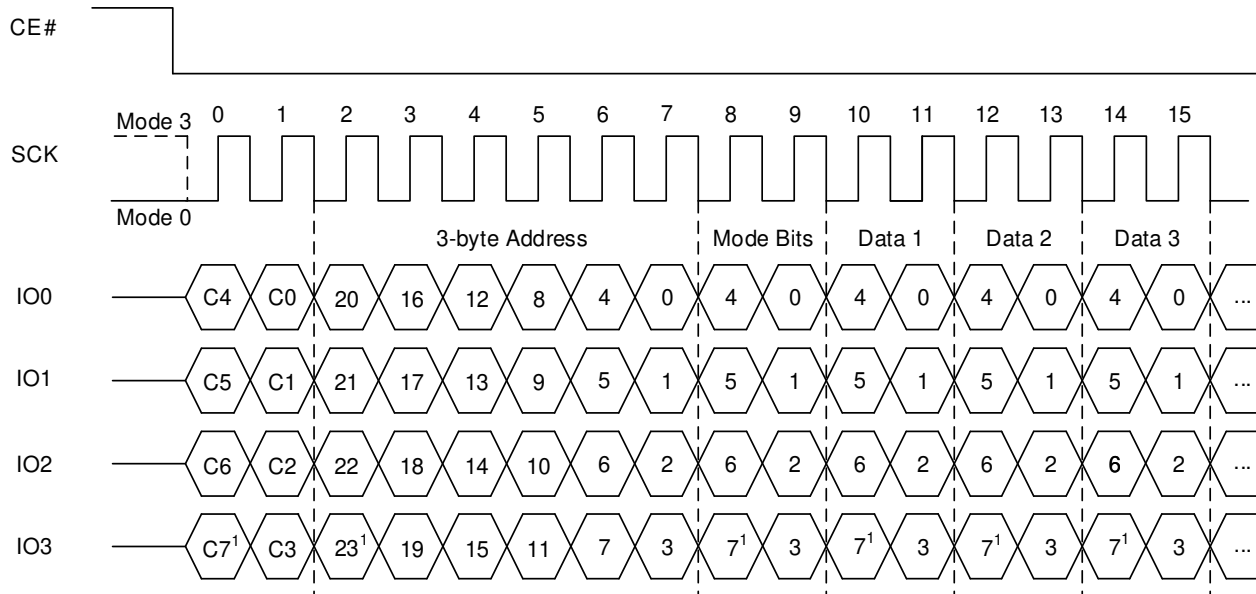 CE#
0 1 2 3 4 5 6 7 8 9 10 11 12 13 14 15
Mode 3
SCK
Mode 0
3-byte Address Mode Bits Data 1 Data 2 Data 3
IO0 C4 C0 20 16 12 8 4 0 4 0 4 0 4 0 4 0 ...
IO1 C5 C1 21 17 13 9 5 1 5 1 5 1 5 1 5 1 ...
IO2 C6 C2 22 18 14 10 6 2 6 2 6 2 6 2 6 2 ...
IO3 C7¹ C3 23¹ 19 15 11 7 3 7¹ 3 7¹ 3 7¹ 3 7¹ 3 ...